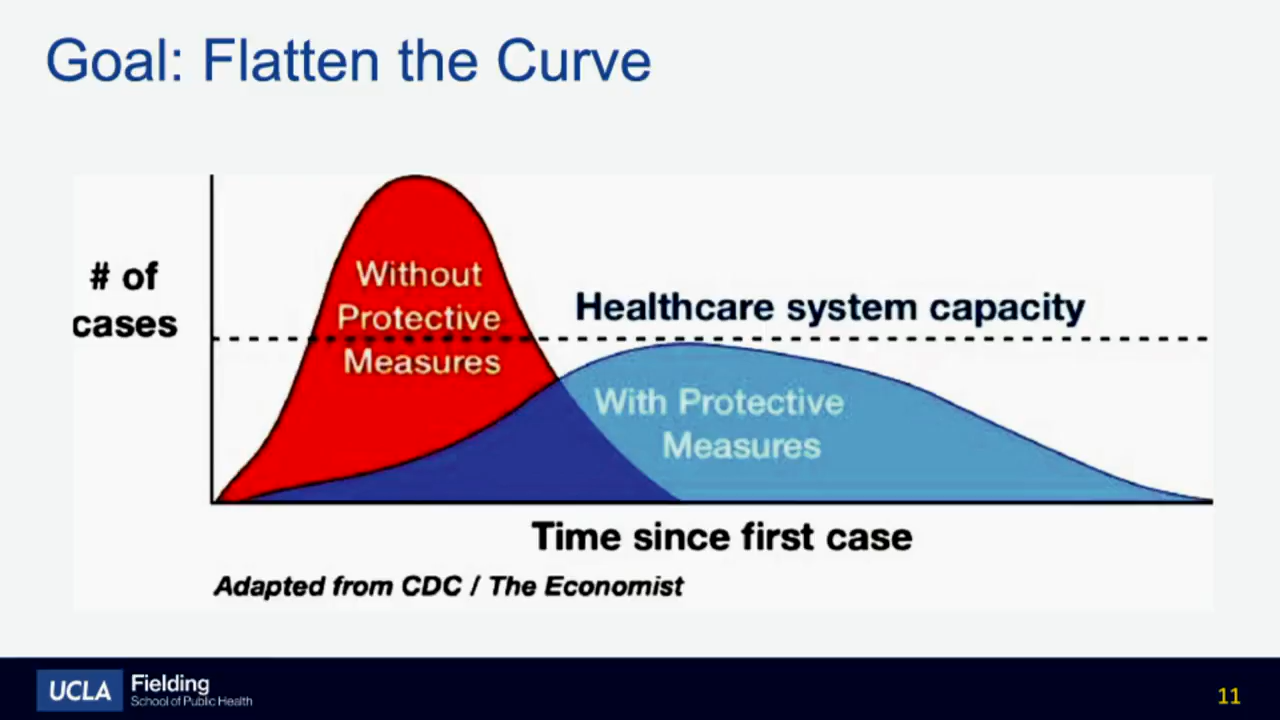 Goal: Flatten the Curve
# of
cases
Without
Protective
Measures
Healthcare system capacity
With Protective
Measures
Time since first case
Adapted from CDC / The Economist
UCLA
Fielding
School of Public Health
11